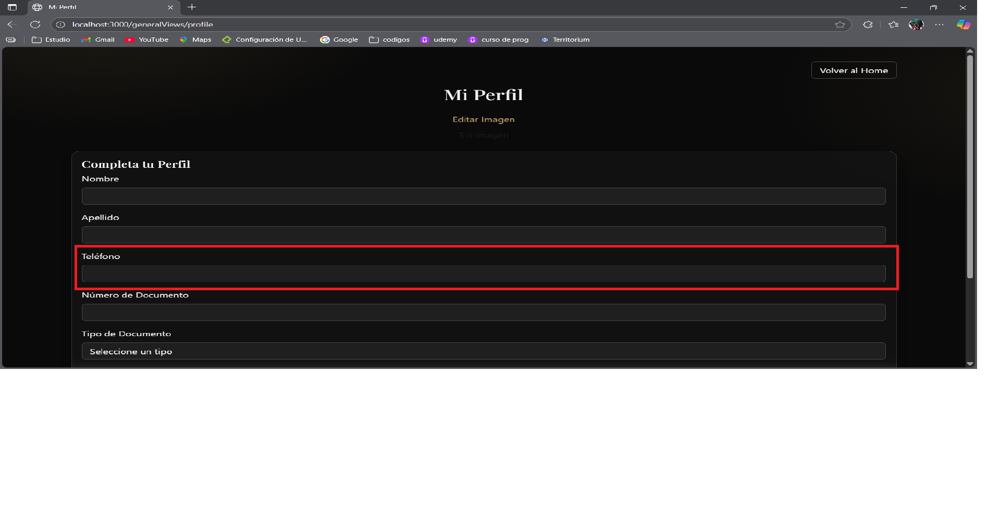 Mi Perfil
localhost:3000/generalViews/profile
Estudio Gmail YouTube Maps Configuración de U... Google codigos udemy curso de prog Territorium
Volver al Home
Mi Perfil
Editar Imagen
Sin imagen
Completa tu Perfil
Nombre
Apellido
Teléfono
Número de Documento
Tipo de Documento
Seleccione un tipo